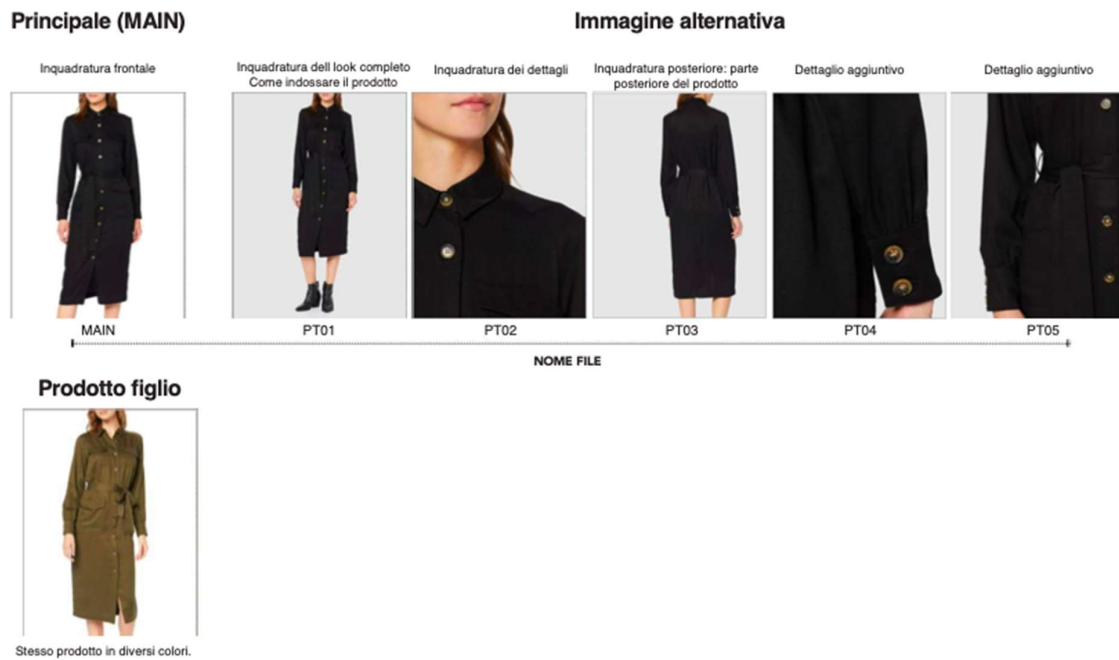 Principale (MAIN)
Immagine alternativa
Inquadratura frontale
Inquadratura dell look completo
Come indossare il prodotto
Inquadratura dei dettagli
Inquadratura posteriore: parte
posteriore del prodotto
Dettaglio aggiuntivo
Dettaglio aggiuntivo
MAIN
PT01
PT02
PT03
PT04
PT05
NOME FILE
Prodotto figlio
Stesso prodotto in diversi colori.